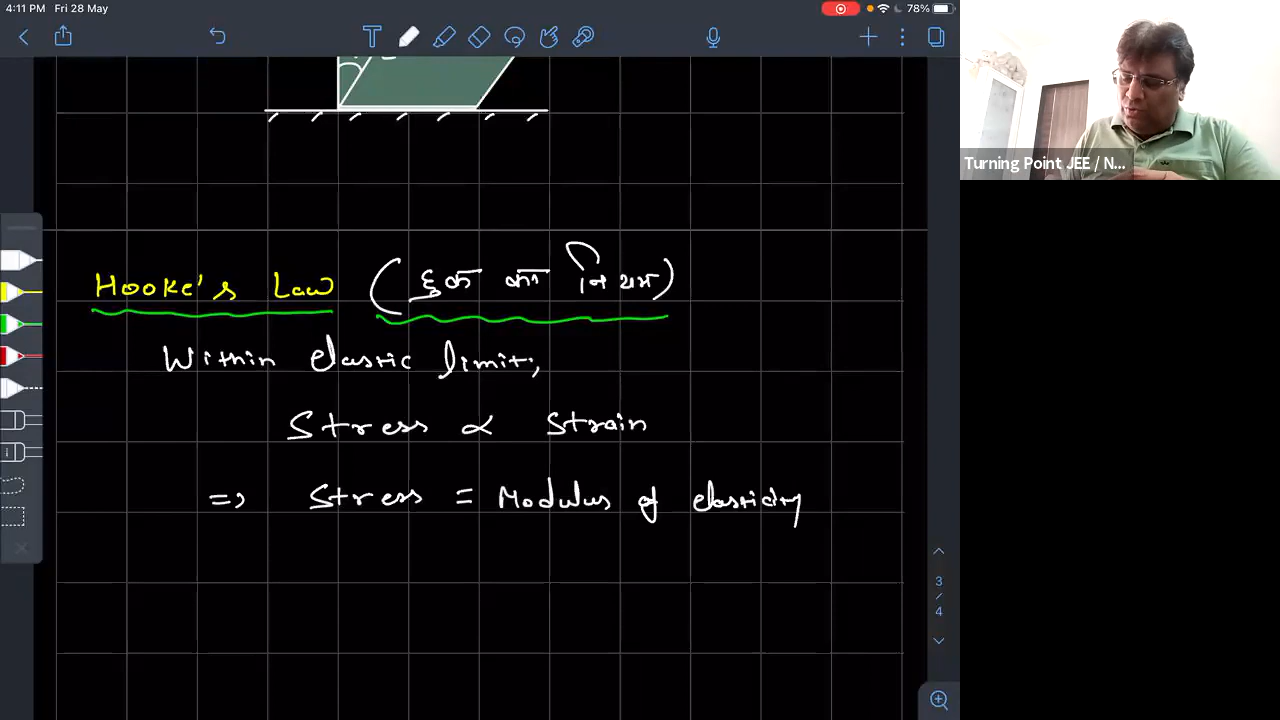 4:11 PM Fri 28 May
78%
Turning Point JEE / N...
Hooke's Law (हुक का नियम)
Within elastic limit,
Stress ∝ Strain
=> Stress = Modulus of elasticity
3
/
4